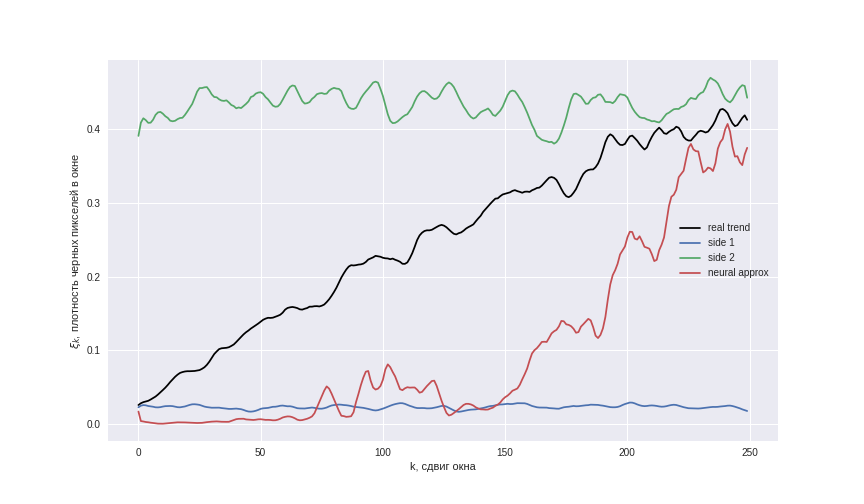 0.4
0.3
0.2
0.1
0.0
ξk, плотность черных пикселей в окне
real trend
side 1
side 2
neural approx
0 50 100 150 200 250
k, сдвиг окна